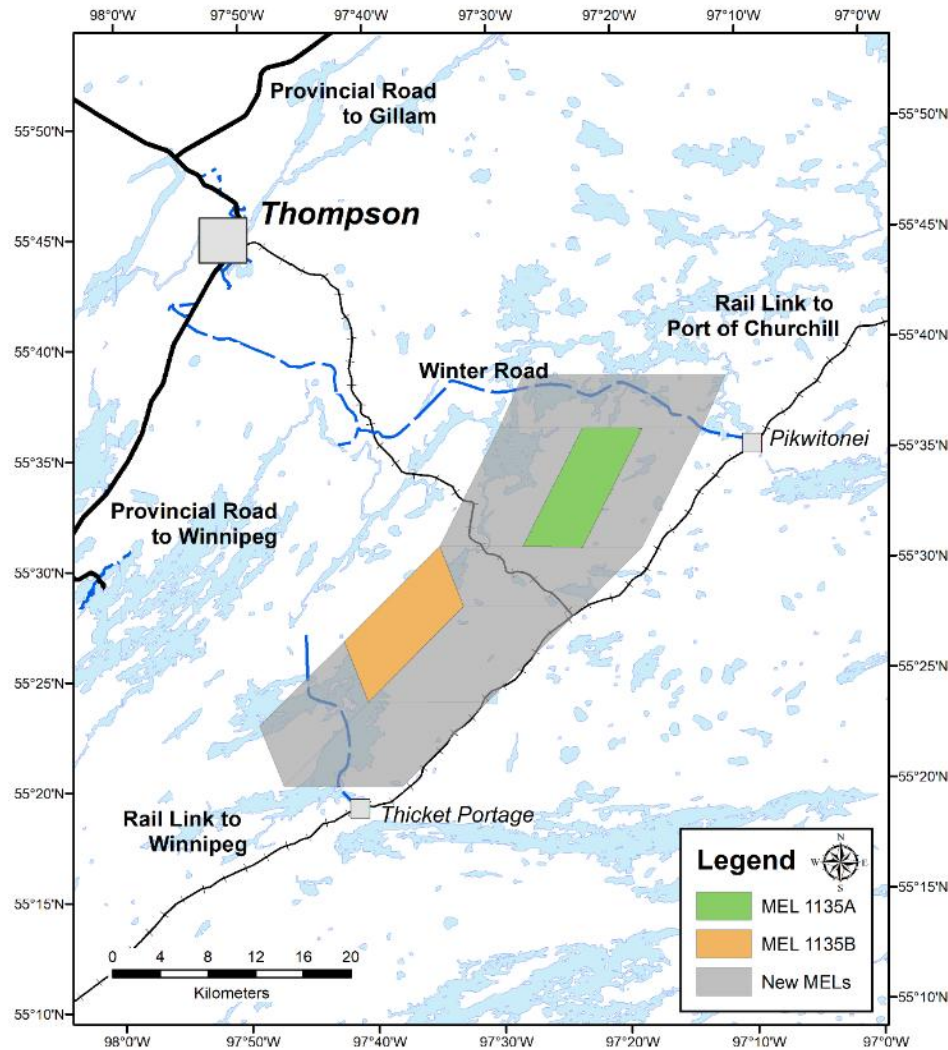 98°0'W
97°50'W
97°40'W
97°30'W
97°20'W
97°10'W
97°0'W
Provincial Road
to Gillam
55°50'N
55°50'N
Thompson
55°45'N
55°45'N
Rail Link to
Port of Churchill
55°40'N
55°40'N
Winter Road
Pikwitonei
55°35'N
55°35'N
Provincial Road
to Winnipeg
55°30'N
55°30'N
55°25'N
55°25'N
55°20'N
55°20'N
Thicket Portage
Rail Link to
Winnipeg
Legend
N
W E
S
MEL 1135A
MEL 1135B
New MELs
55°15'N
55°15'N
0 4 8 12 16 20
Kilometers
55°10'N
55°10'N
98°0'W
97°50'W
97°40'W
97°30'W
97°20'W
97°10'W
97°0'W